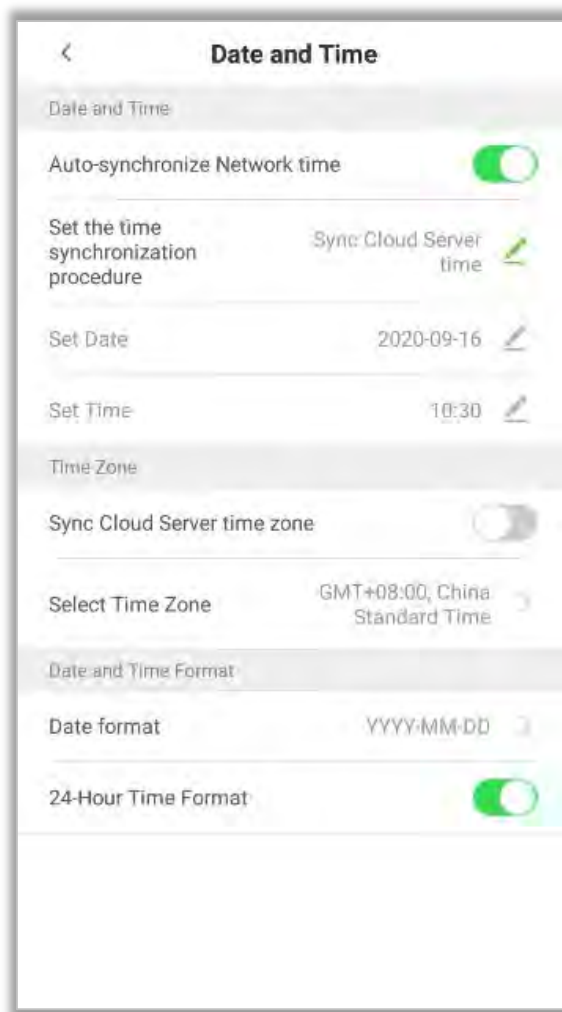 Date and Time
Date and Time
Auto-synchronize Network time
Set the time
synchronization
procedure
Sync Cloud Server
time
Set Date
2020-09-16
Set Time
10:30
Time Zone
Sync Cloud Server time zone
Select Time Zone
GMT+08:00, China
Standard Time
Date and Time Format
Date format
YYYY-MM-DD
24-Hour Time Format